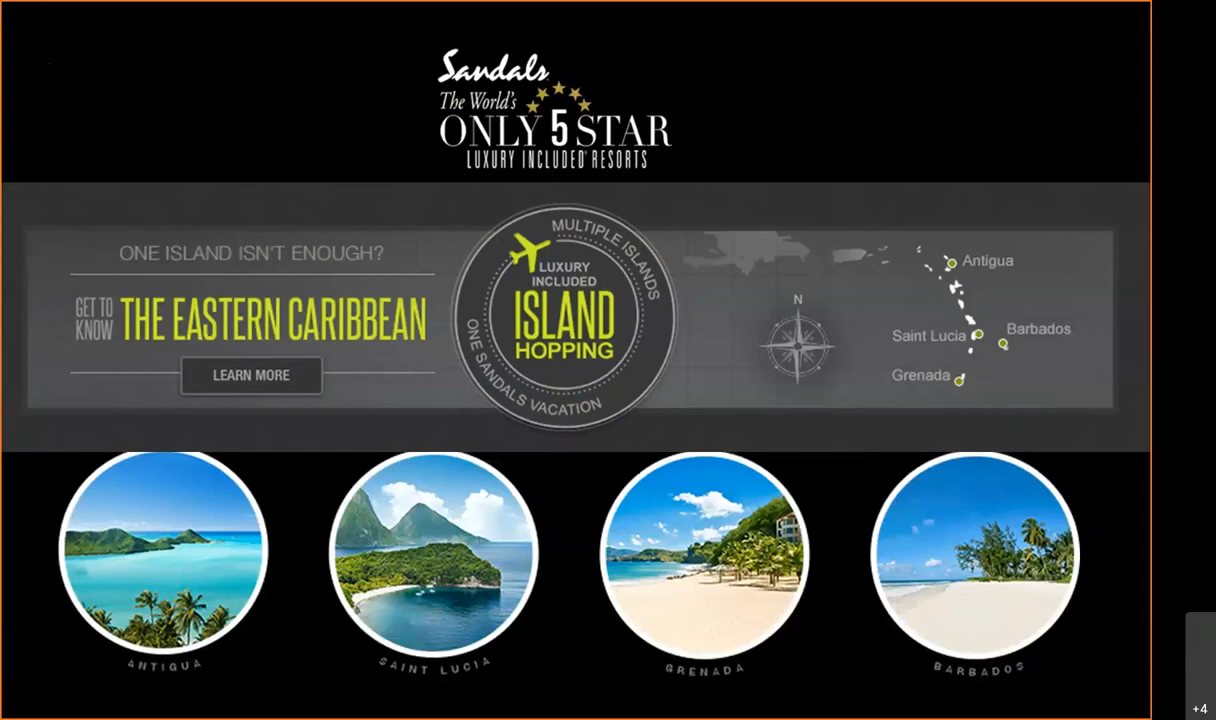 Sandals
The World's
ONLY 5 STAR
LUXURY INCLUDED® RESORTS
ONE ISLAND ISN'T ENOUGH?
GET TO KNOW THE EASTERN CARIBBEAN
LEARN MORE
MULTIPLE ISLANDS
LUXURY
INCLUDED
ISLAND
HOPPING
ONE SANDALS VACATION
N
Antigua
Saint Lucia
Barbados
Grenada
ANTIGUA
SAINT LUCIA
GRENADA
BARBADOS
+4